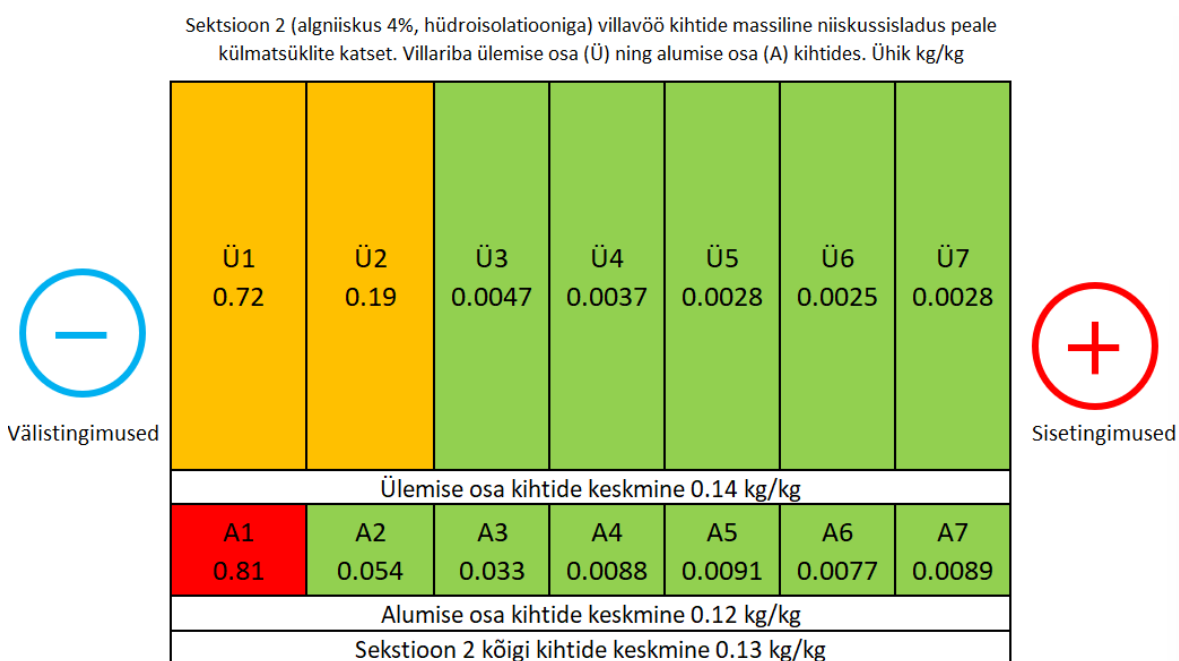 Sektsioon 2 (algniiskus 4%, hüdroisolatiooniga) villavöö kihtide massiline niiskussisladus peale
külmatsüklite katset. Villariba ülemise osa (Ü) ning alumise osa (A) kihtides. Ühik kg/kg
Ü1 Ü2 Ü3 Ü4 Ü5 Ü6 Ü7
0.72 0.19 0.0047 0.0037 0.0028 0.0025 0.0028
−
+
Välistingimused
Sisetingimused
Ülemise osa kihtide keskmine 0.14 kg/kg
A1 A2 A3 A4 A5 A6 A7
0.81 0.054 0.033 0.0088 0.0091 0.0077 0.0089
Alumise osa kihtide keskmine 0.12 kg/kg
Sekstioon 2 kõigi kihtide keskmine 0.13 kg/kg